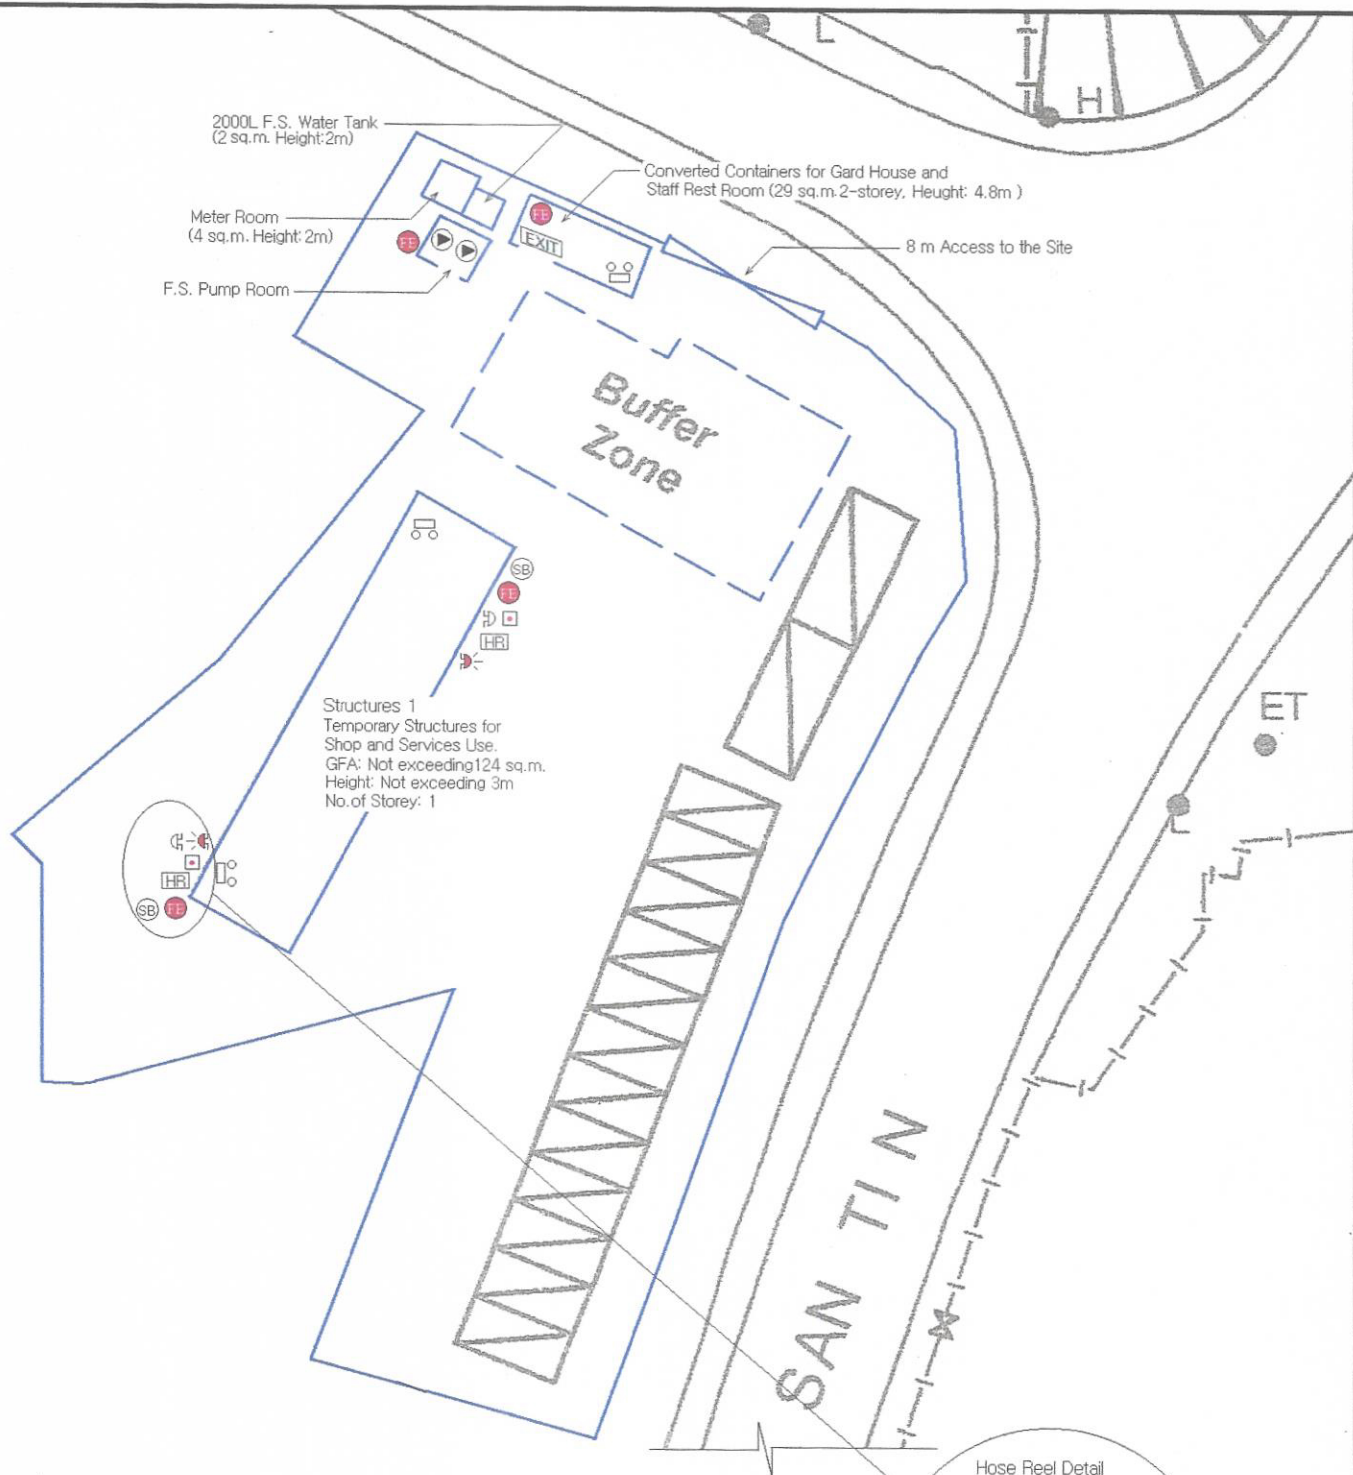 L
H
2000L F.S. Water Tank
(2 sq.m. Height:2m)
Converted Containers for Gard House and
Staff Rest Room (29 sq.m.2-storey, Heught: 4.8m )
FE
Meter Room
(4 sq.m. Height:2m)
FE
EXIT
8 m Access to the Site
F.S. Pump Room
Buffer
Zone
SB
FE
HR
Structures 1
Temporary Structures for
Shop and Services Use.
GFA: Not exceeding124 sq.m.
Height: Not exceeding 3m
No.of Storey: 1
ET
L
HR
SB
FE
SAN TIN
Hose Reel Detail